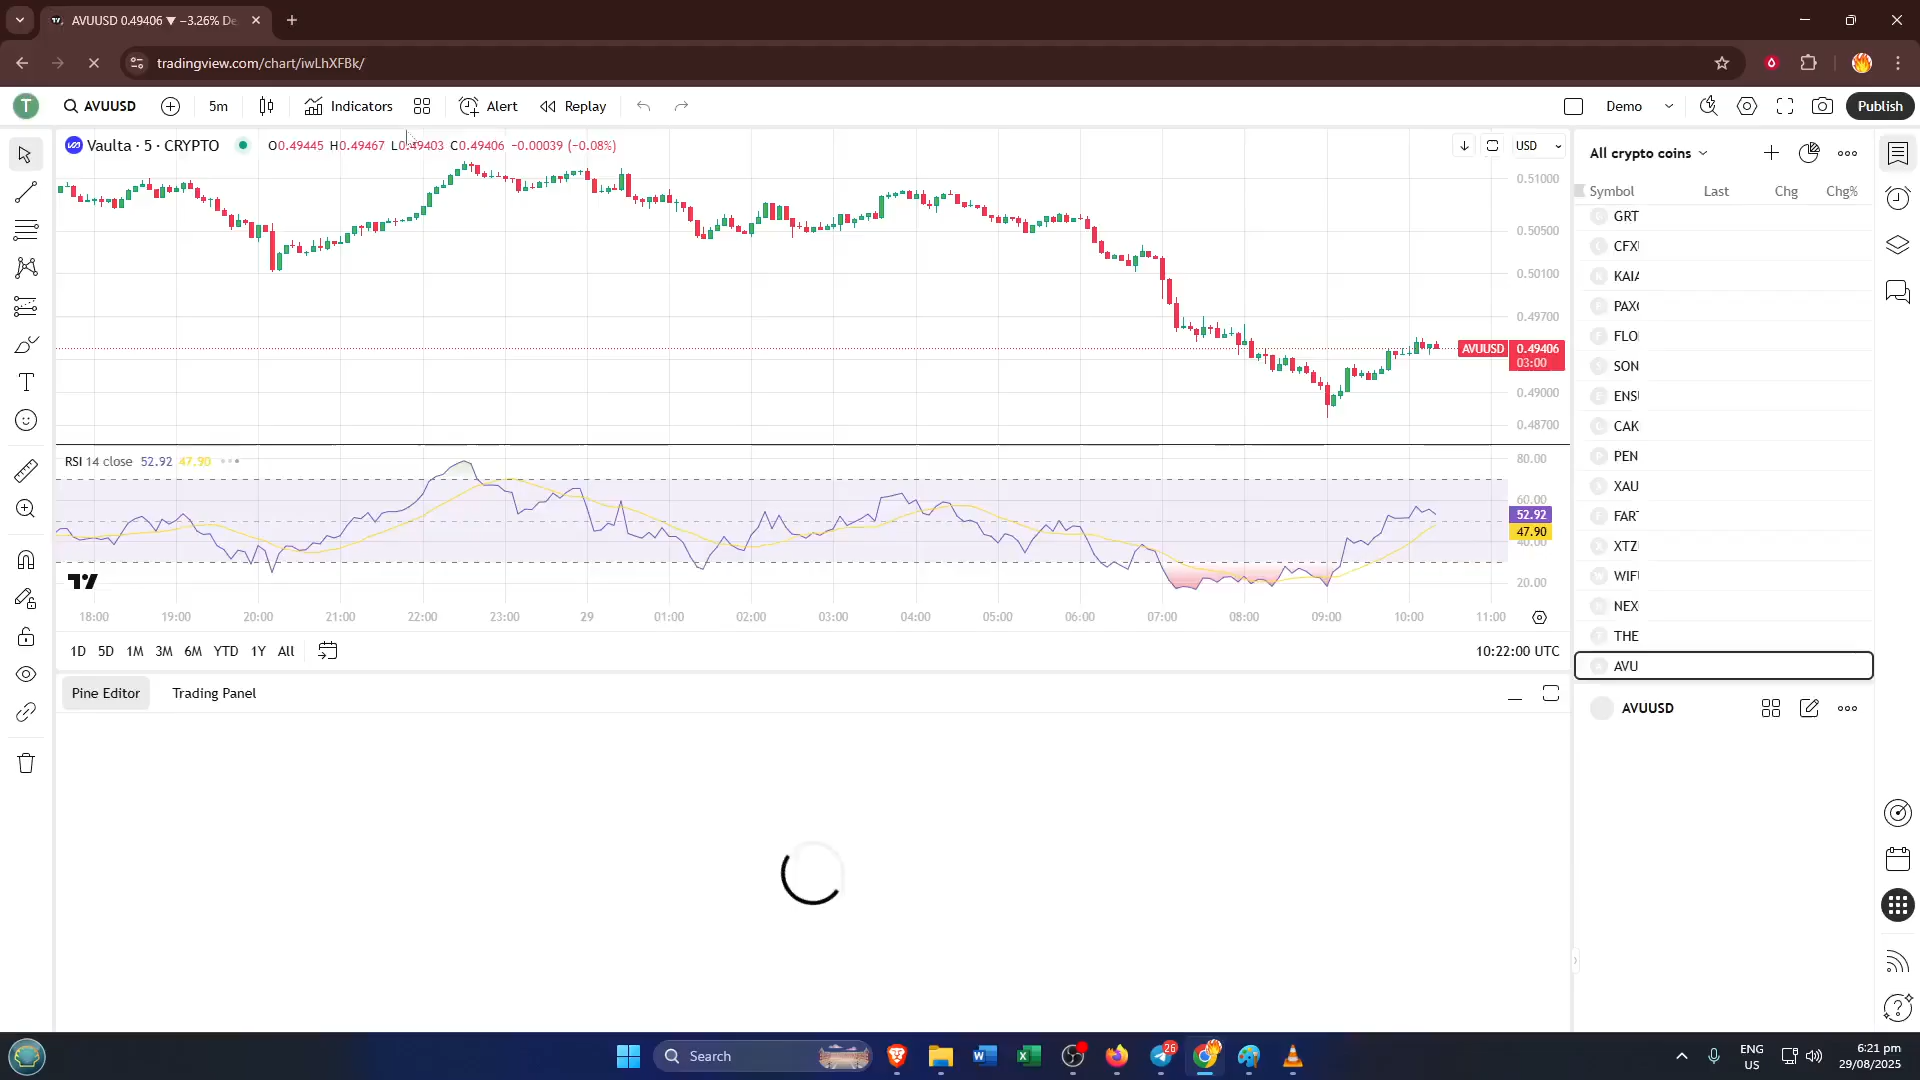 AVUUSD 0.49406 ▼ −3.26% De
tradingview.com/chart/iwLhXFBk/
T
AVUUSD
5m
Indicators
Alert
Replay
Demo
Publish
Vaulta · 5 · CRYPTO
O0.49445 H0.49467 L0.49403 C0.49406 −0.00039 (−0.08%)
USD
0.51000
0.50500
0.50100
0.49700
AVUUSD 0.49406
03:00
0.49000
0.48700
RSI 14 close 52.92 47.90
80.00
60.00
52.92
47.90
40.00
20.00
18:00 19:00 20:00 21:00 22:00 23:00 29 01:00 02:00 03:00 04:00 05:00 06:00 07:00 08:00 09:00 10:00 11:00
1D 5D 1M 3M 6M YTD 1Y All
10:22:00 UTC
Pine Editor
Trading Panel
All crypto coins
Symbol Last Chg Chg%
GRT
CFX
KAIA
PAX
FLO
SON
ENS
CAK
PEN
XAU
FAR
XTZ
WIF
NEX
THE
AVU
AVUUSD
Search
26
ENG
US
6:21 pm
29/08/2025